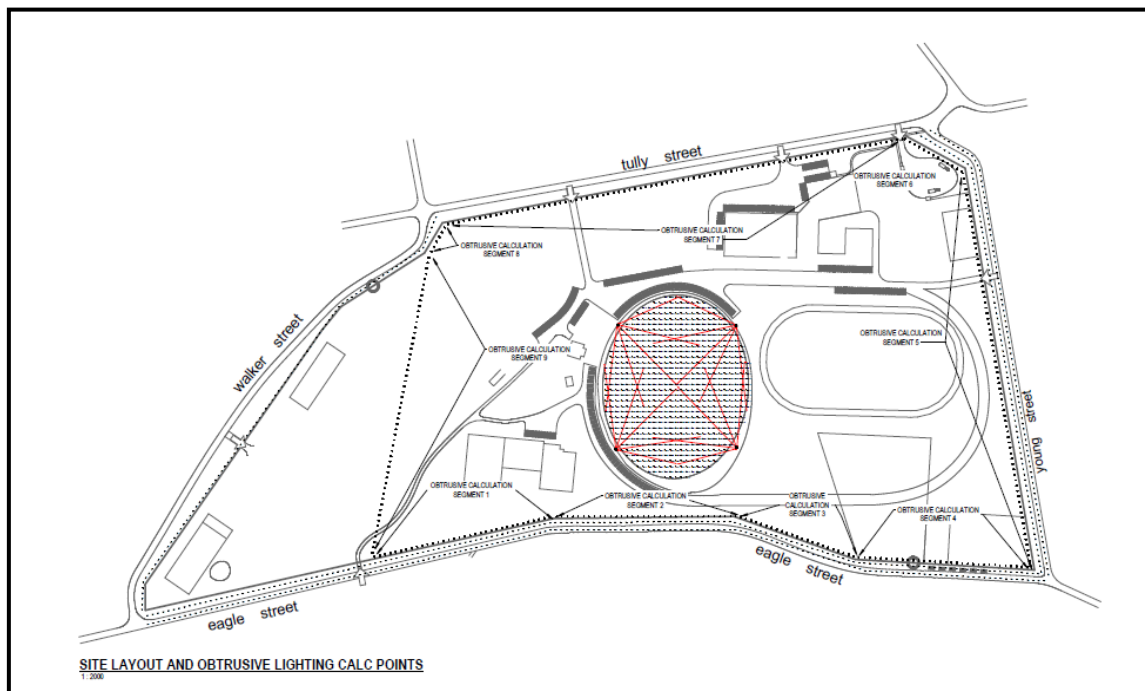 tully street
OBTRUSIVE CALCULATION
SEGMENT 6
OBTRUSIVE CALCULATION
SEGMENT 7
OBTRUSIVE CALCULATION
SEGMENT 8
walker street
OBTRUSIVE CALCULATION
SEGMENT 9
OBTRUSIVE CALCULATION
SEGMENT 5
young street
OBTRUSIVE CALCULATION
SEGMENT 1
OBTRUSIVE CALCULATION
SEGMENT 2
OBTRUSIVE
CALCULATION
SEGMENT 3
OBTRUSIVE CALCULATION
SEGMENT 4
eagle street
eagle street
SITE LAYOUT AND OBTRUSIVE LIGHTING CALC POINTS
1 : 2000